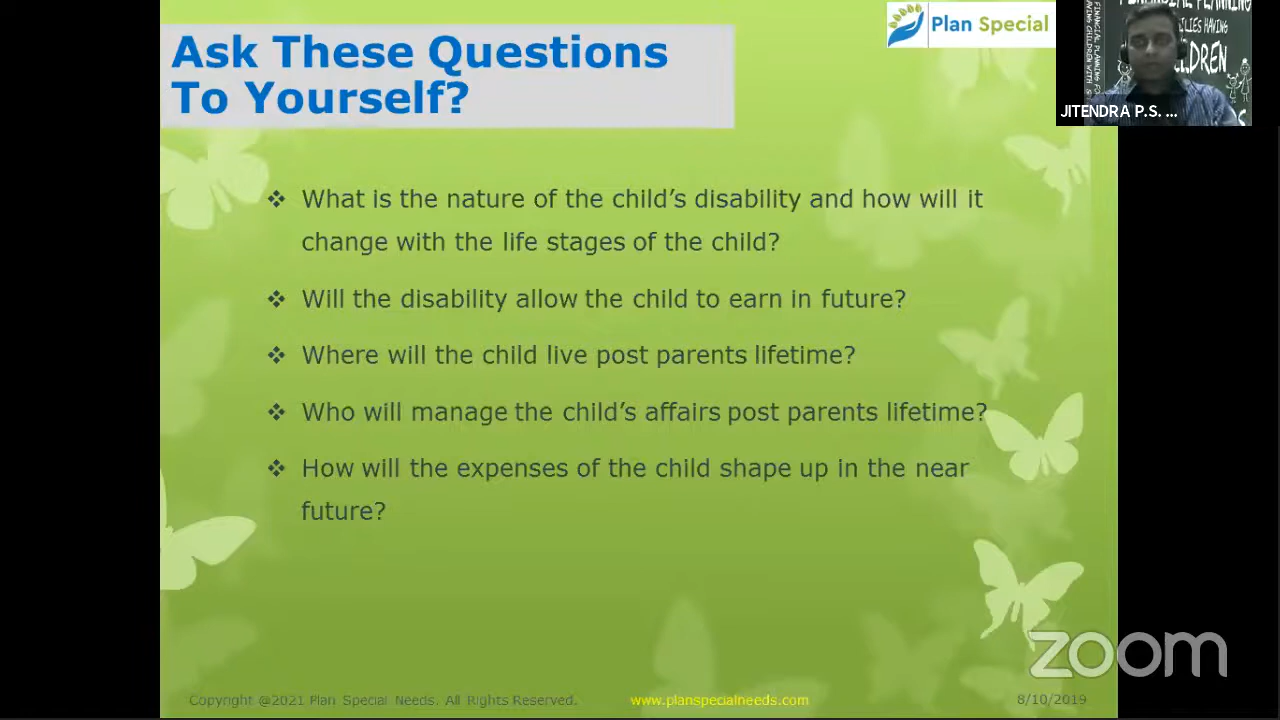 Ask These Questions
To Yourself?
Plan Special
JITENDRA P.S. ...
❖ What is the nature of the child’s disability and how will it
change with the life stages of the child?
❖ Will the disability allow the child to earn in future?
❖ Where will the child live post parents lifetime?
❖ Who will manage the child’s affairs post parents lifetime?
❖ How will the expenses of the child shape up in the near
future?
zoom
Copyright @2021 Plan Special Needs. All Rights Reserved.
www.planspecialneeds.com
8/10/2019